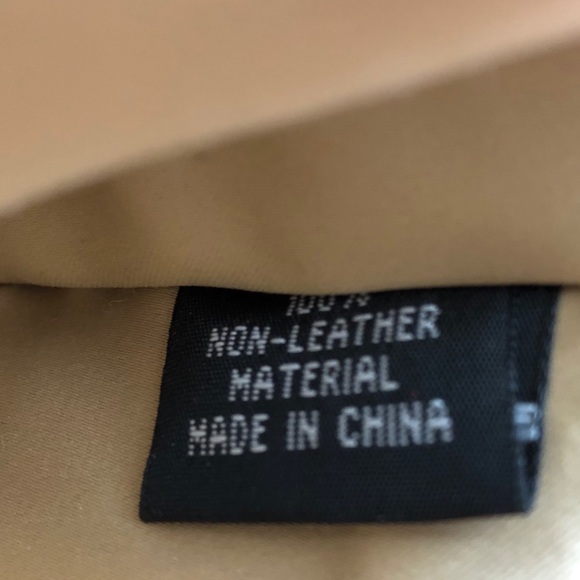 100%
NON-LEATHER
MATERIAL
MADE IN CHINA